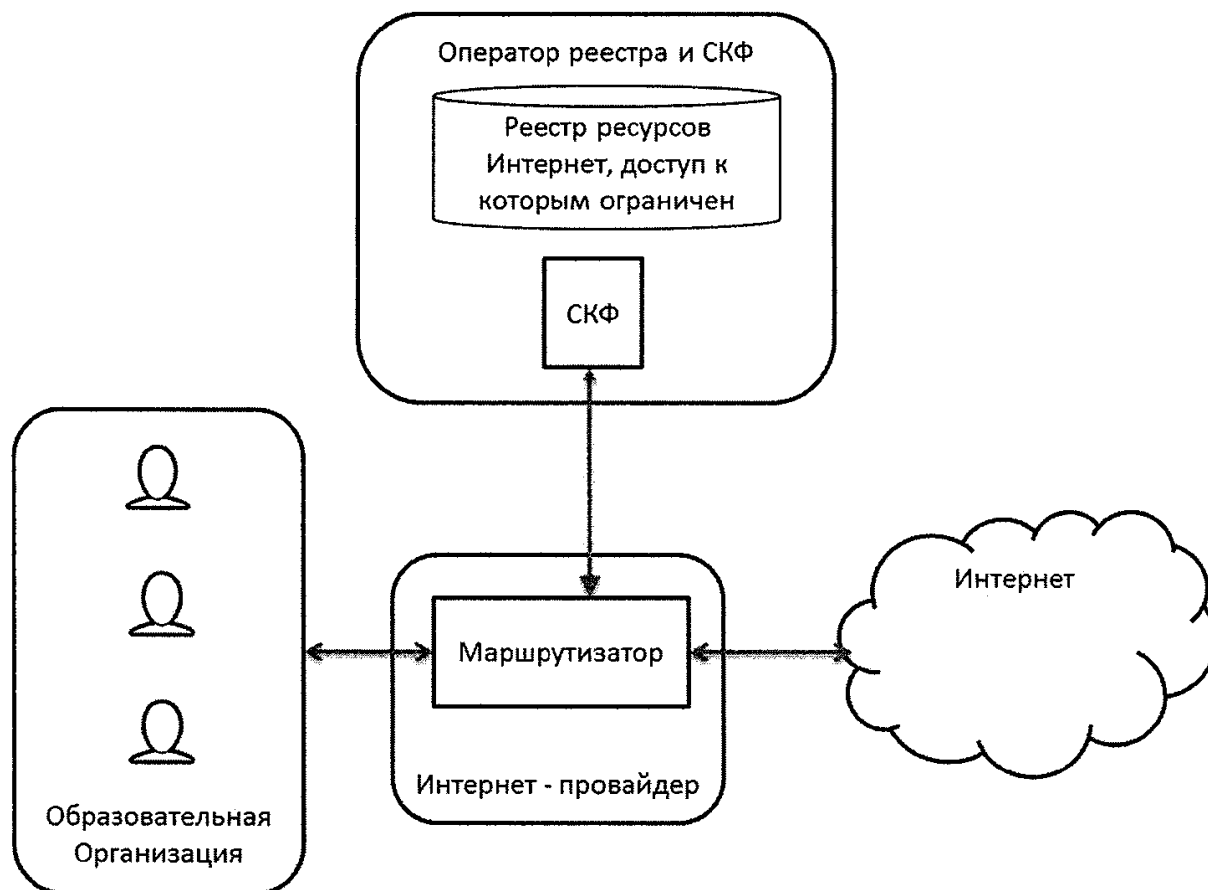 Оператор реестра и СКФ
Реестр ресурсов
Интернет, доступ к
которым ограничен
СКФ
Интернет
Маршрутизатор
Интернет - провайдер
Образовательная
Организация